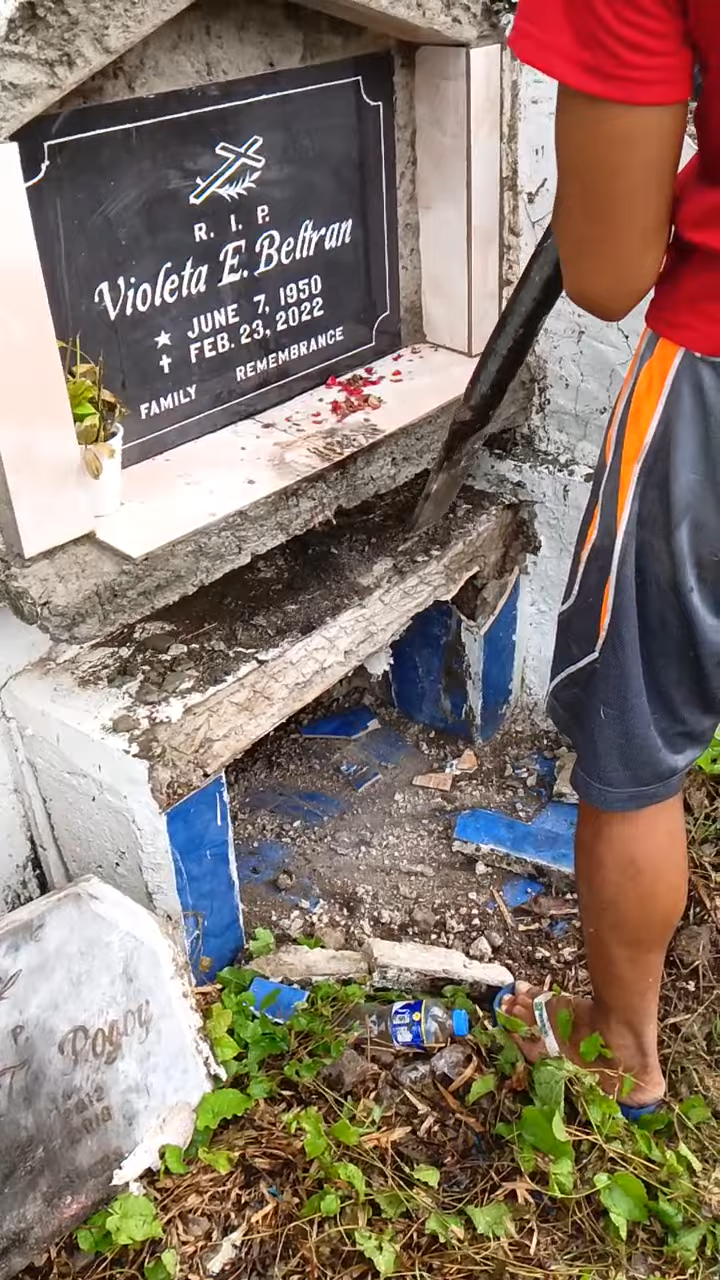 R. I. P.
Violeta E. Beltran
JUNE 7, 1950
FEB. 23, 2022
FAMILY REMEMBRANCE
P.
Pogoy